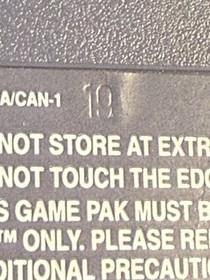 A/CAN-1 19
NOT STORE AT EXTR
NOT TOUCH THE EDG
S GAME PAK MUST B
™ ONLY. PLEASE RE
DITIONAL PRECAUTI